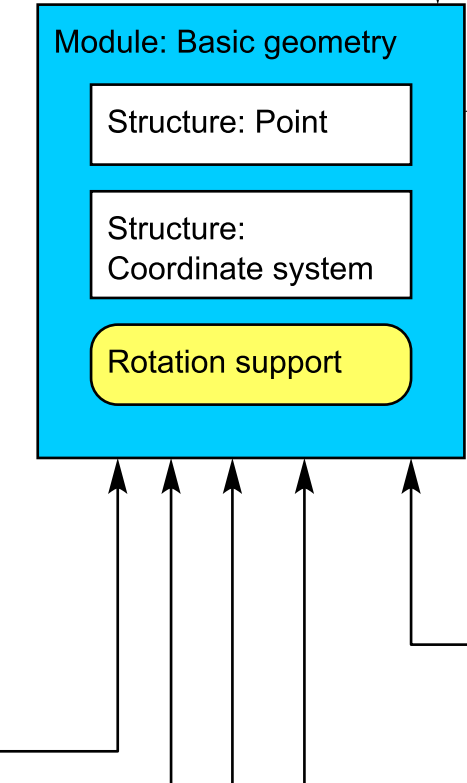 Module: Basic geometry
Structure: Point
Structure:
Coordinate system
Rotation support